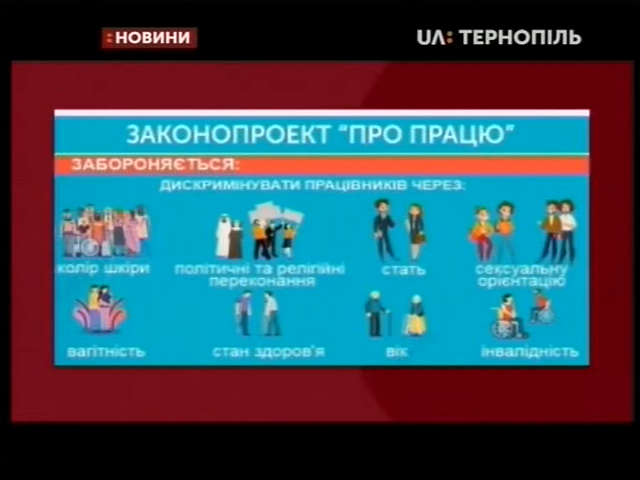 :НОВИНИ
UA: ТЕРНОПІЛЬ
ЗАКОНОПРОЕКТ "ПРО ПРАЦЮ"
ЗАБОРОНЯЄТЬСЯ:
ДИСКРИМІНУВАТИ ПРАЦІВНИКІВ ЧЕРЕЗ:
колір шкіри
політичні та релігійні
переконання
стать
сексуальну
орієнтацію
вагітність
стан здоров'я
вік
інвалідність